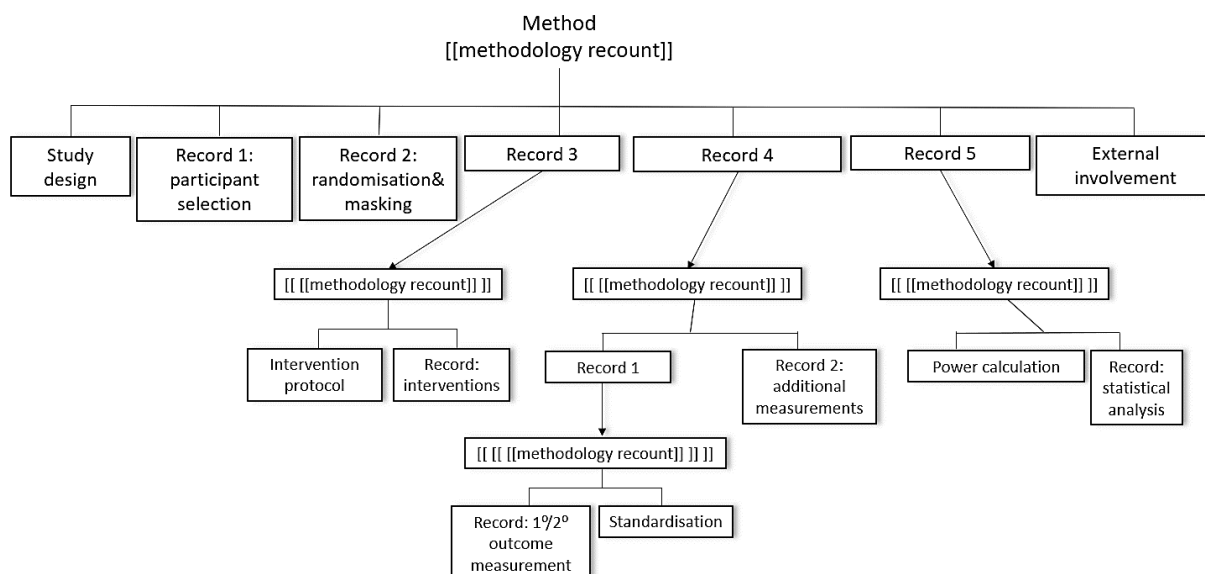 Method
[[methodology recount]]
Study
design
Record 1:
participant
selection
Record 2:
randomisation&
masking
Record 3
Record 4
Record 5
External
involvement
[[ [[methodology recount]] ]]
[[ [[methodology recount]] ]]
[[ [[methodology recount]] ]]
Intervention
protocol
Record:
interventions
Record 1
Record 2:
additional
measurements
Power calculation
Record:
statistical
analysis
[[ [[ [[methodology recount]] ]] ]]
Record: 1⁰/2⁰
outcome
measurement
Standardisation